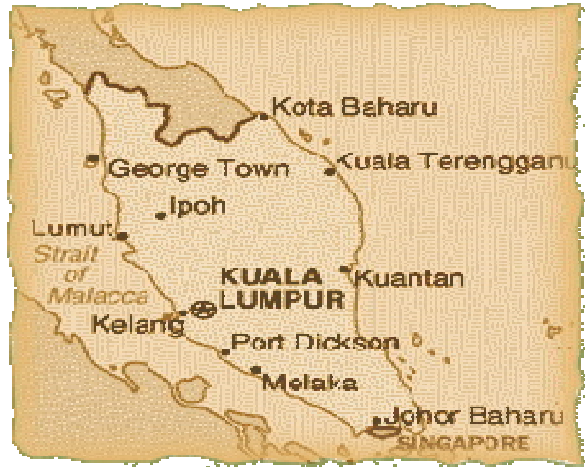 Kota Baharu
Kuala Terengganu
George Town
Ipoh
Lumut
Strait
of
Malacca
KUALA
LUMPUR
Kuantan
Kelang
Port Dickson
Melaka
Johor Baharu
SINGAPORE